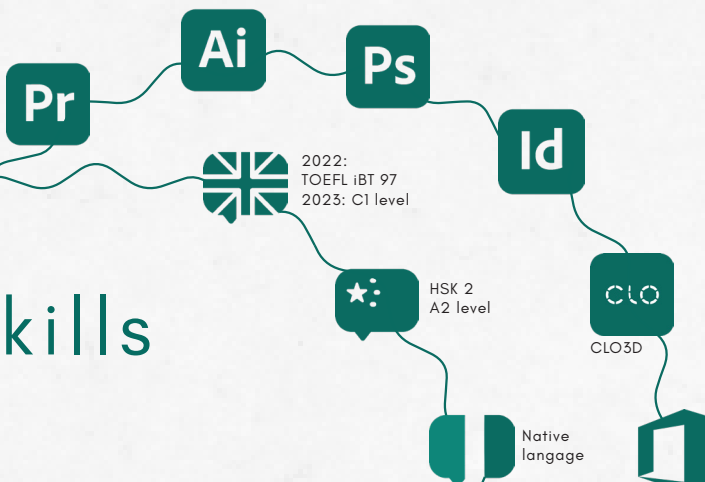 Ai
Ps
Pr
Id
2022:
TOEFL iBT 97
2023: C1 level
HSK 2
A2 level
CLO
kills
CLO3D
Native
langage